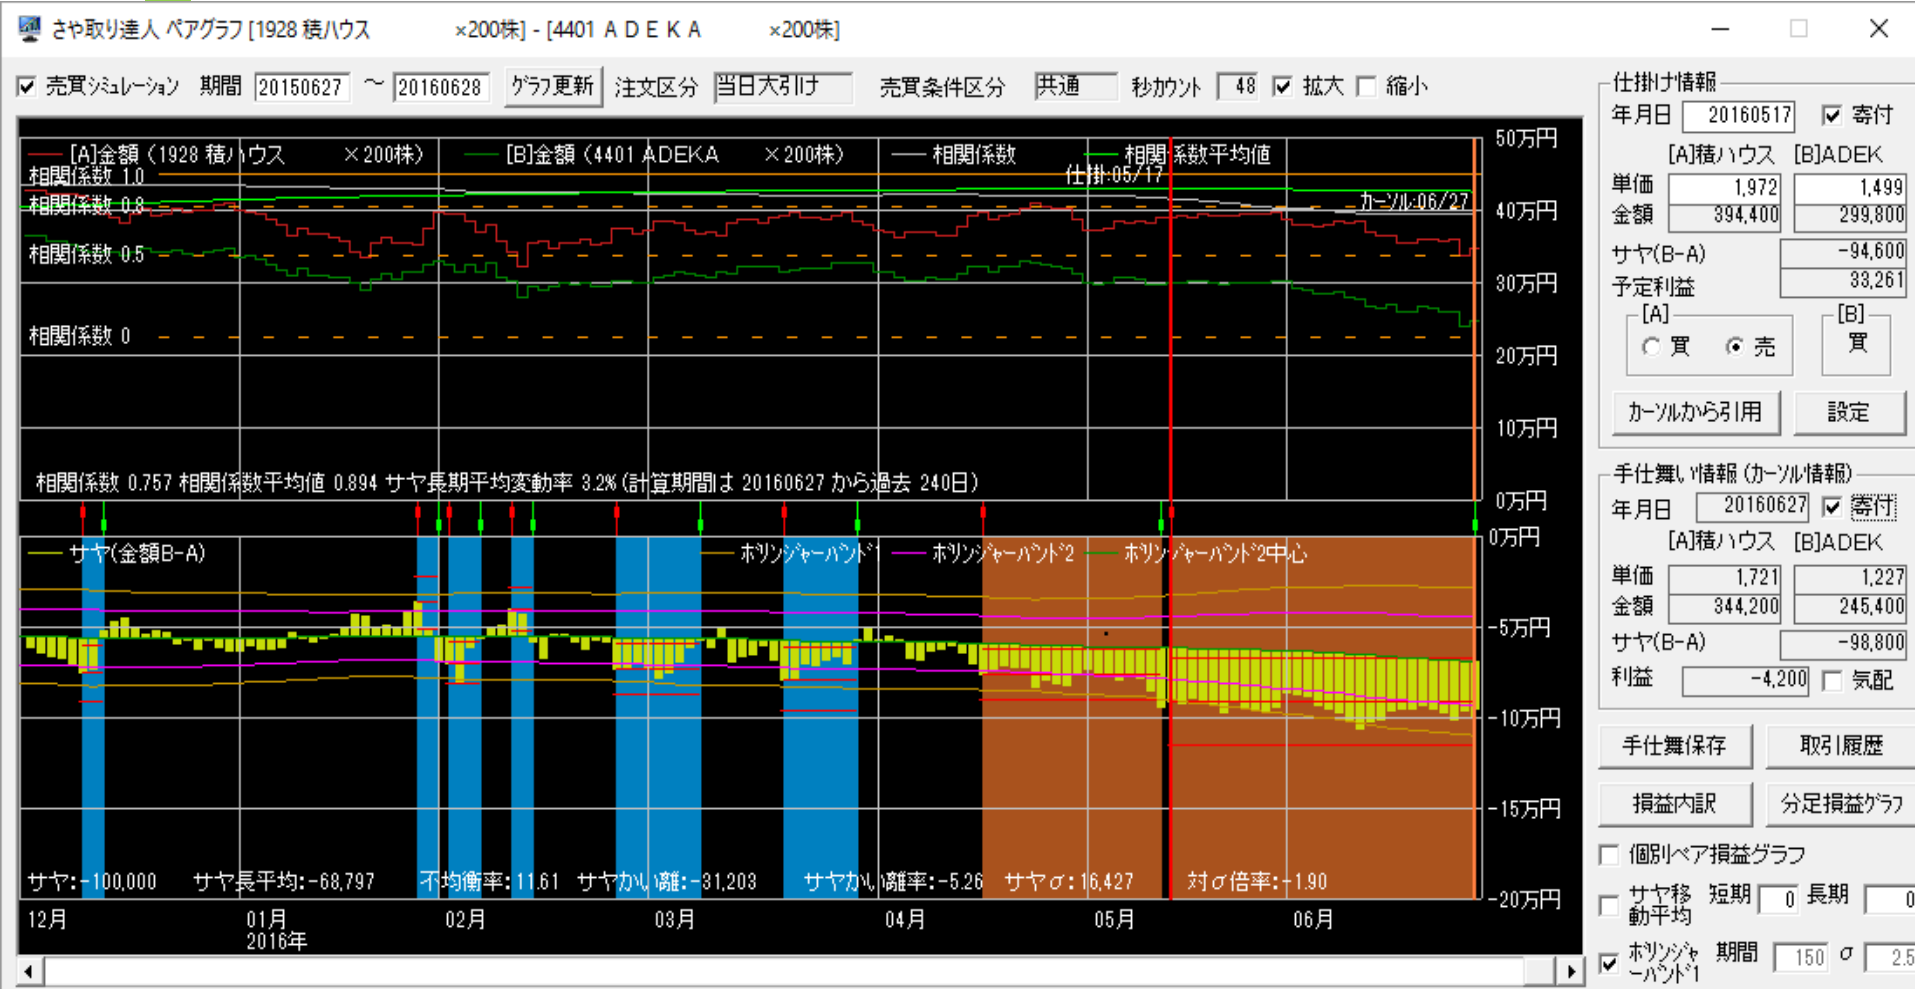 さや取り達人 ペアグラフ [1928 積ハウス ×200株] - [4401 ＡＤＥＫＡ ×200株]
売買シミュレーション 期間 20150627 ～ 20160628 グラフ更新 注文区分 当日大引け 売買条件区分 共通 秒カウント 48 拡大 縮小
[A]金額（1928 積ハウス ×200株） [B]金額（4401 ADEKA ×200株） 相関係数 相関係数平均値
相関係数 1.0
仕掛:05/17
相関係数 0.8
カーソル:06/27
相関係数 0.5
相関係数 0
相関係数 0.757 相関係数平均値 0.894 サヤ長期平均変動率 3.2% (計算期間は 20160627 から過去 240日)
50万円
40万円
30万円
20万円
10万円
0万円
サヤ(金額B-A) ボリンジャーバンド1 ボリンジャーバンド2 ボリンジャーバンド2中心
0万円
-5万円
-10万円
-15万円
-20万円
サヤ:-100,000 サヤ長平均:-68,797 不均衡率:11.61 サヤかい離:-31,203 サヤかい離率:-5.26 サヤσ:16,427 対σ倍率:-1.90
12月 01月 02月 03月 04月 05月 06月
2016年
仕掛け情報
年月日 20160517 寄付
[A]積ハウス [B]ADEK
単価 1,972 1,499
金額 394,400 299,800
サヤ(B-A) -94,600
予定利益 33,261
[A] [B]
買 売 買
カーソルから引用 設定
手仕舞い情報 (カーソル情報)
年月日 20160627 寄付
[A]積ハウス [B]ADEK
単価 1,721 1,227
金額 344,200 245,400
サヤ(B-A) -98,800
利益 -4,200 気配
手仕舞保存 取引履歴
損益内訳 分足損益グラフ
個別ペア損益グラフ
サヤ移動平均 短期 0 長期 0
ボリンジャーバンド1 期間 150 σ 2.5